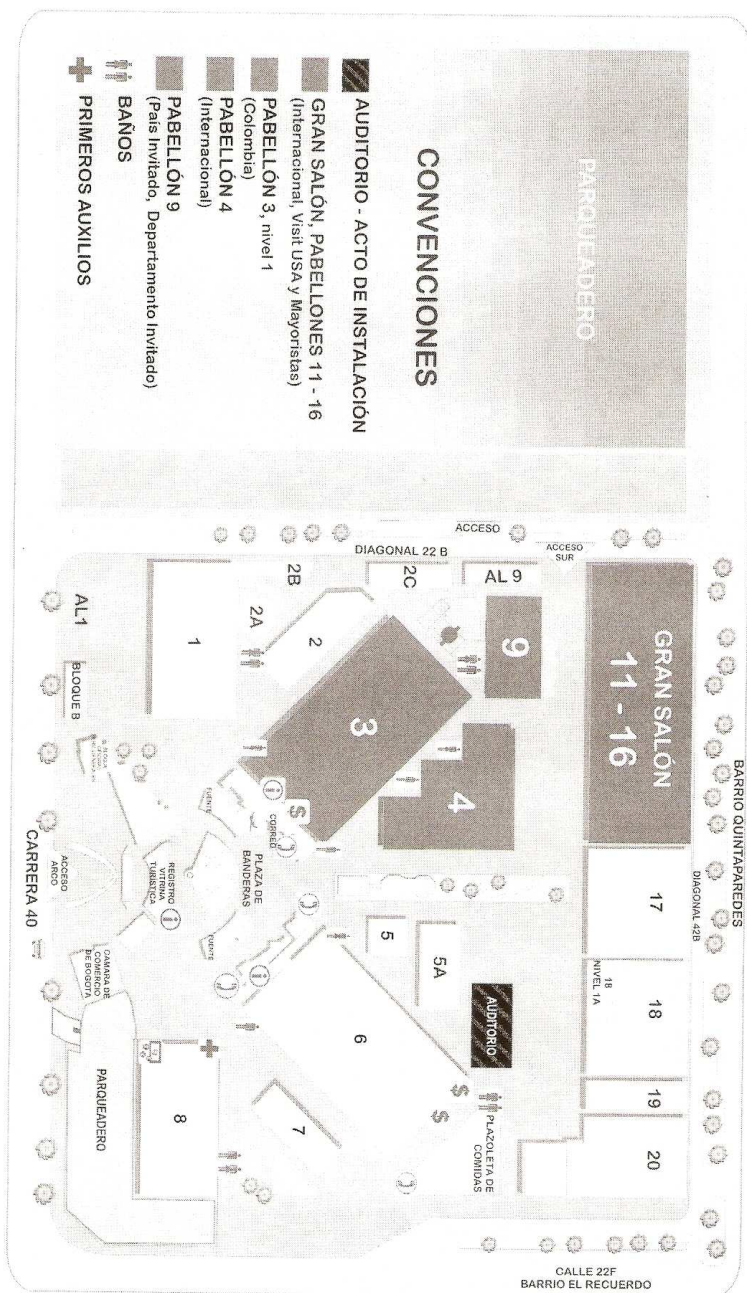 PARQUEADERO
CONVENCIONES
AUDITORIO - ACTO DE INSTALACIÓN
GRAN SALÓN, PABELLONES 11 - 16
(Internacional, Visit USA y Mayoristas)
PABELLÓN 3, nivel 1
(Colombia)
PABELLÓN 4
(Internacional)
PABELLÓN 9
(País Invitado, Departamento Invitado)
BAÑOS
PRIMEROS AUXILIOS
BARRIO QUINTAPAREDES
DIAGONAL 42B
ACCESO
DIAGONAL 22 B
ACCESO
SUR
GRAN SALÓN
11 - 16
17
18
18
NIVEL 1A
19
20
AL 9
9
2C
2B
2A
2
1
AL1
BLOQUE B
3
4
5
5A
AUDITORIO
PLAZOLETA DE
COMIDAS
6
7
8
FUENTE
CORREO
PLAZA DE
BANDERAS
FUENTE
REGISTRO
VITRINA
TURÍSTICA
ACCESO
ARCO
CARRERA 40
CAMARA DE
COMERCIO
DE BOGOTA
PARQUEADERO
CALLE 22F
BARRIO EL RECUERDO